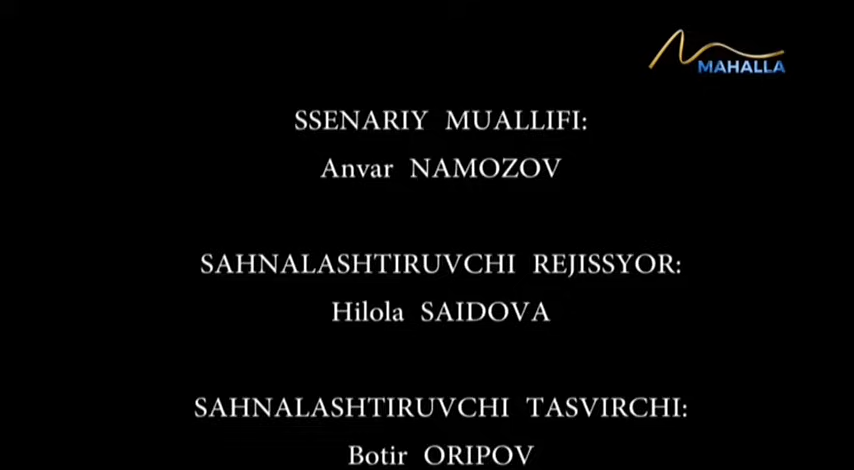 MAHALLA
SSENARIY MUALLIFI:
Anvar NAMOZOV
SAHNALASHTIRUVCHI REJISSYOR:
Hilola SAIDOVA
SAHNALASHTIRUVCHI TASVIRCHI:
Botir ORIPOV